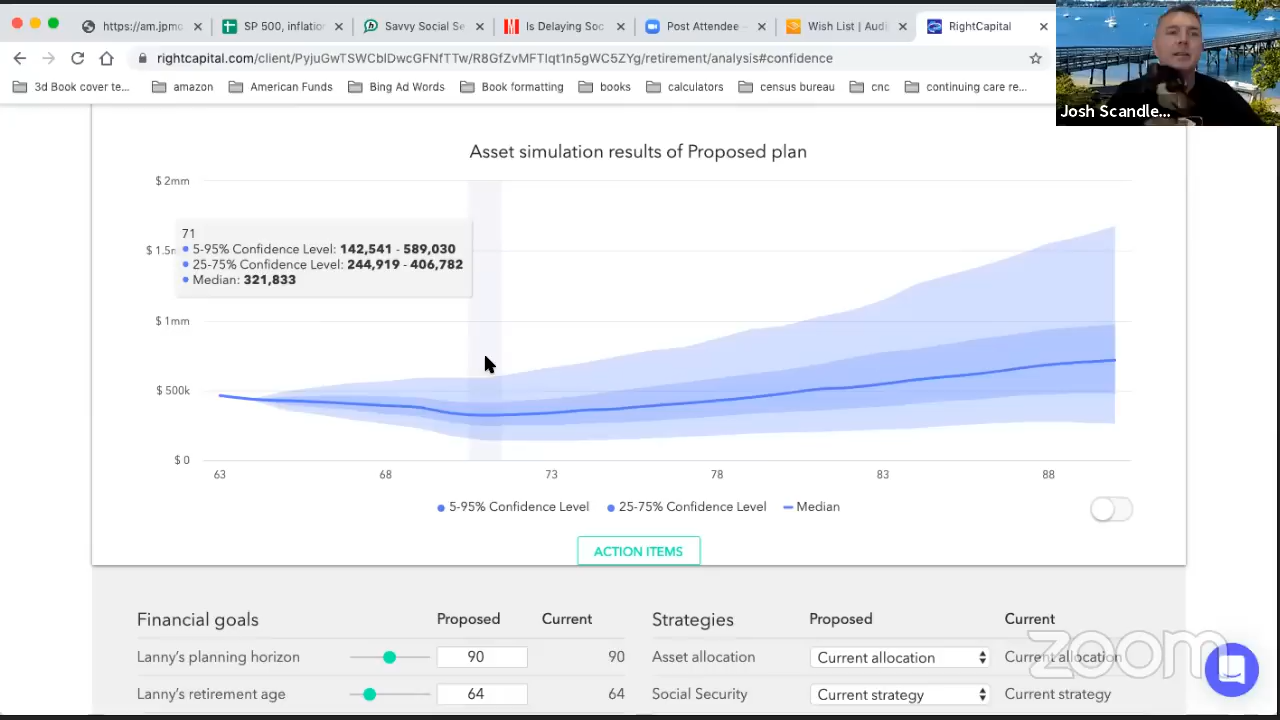 https://am.jpmo
SP 500, inflation
Savvy Social Se
Is Delaying Soc
Post Attendee -
Wish List | Audi
RightCapital
rightcapital.com/client/PyjuGwTSWCblDwcGFNfTTw/R8GfZvMFTlqt1n5gWC5ZYg/retirement/analysis#confidence
3d Book cover te...
amazon
American Funds
Bing Ad Words
Book formatting
books
calculators
census bureau
cnc
continuing care re...
Josh Scandle...
Asset simulation results of Proposed plan
$ 2mm
$ 1.5m
$ 1mm
$ 500k
$ 0
71
5-95% Confidence Level: 142,541 - 589,030
25-75% Confidence Level: 244,919 - 406,782
Median: 321,833
63 68 73 78 83 88
5-95% Confidence Level 25-75% Confidence Level Median
ACTION ITEMS
Financial goals Proposed Current
Lanny's planning horizon 90 90
Lanny's retirement age 64 64
Strategies Proposed Current
Asset allocation Current allocation Current allocation
Social Security Current strategy Current strategy
zoom